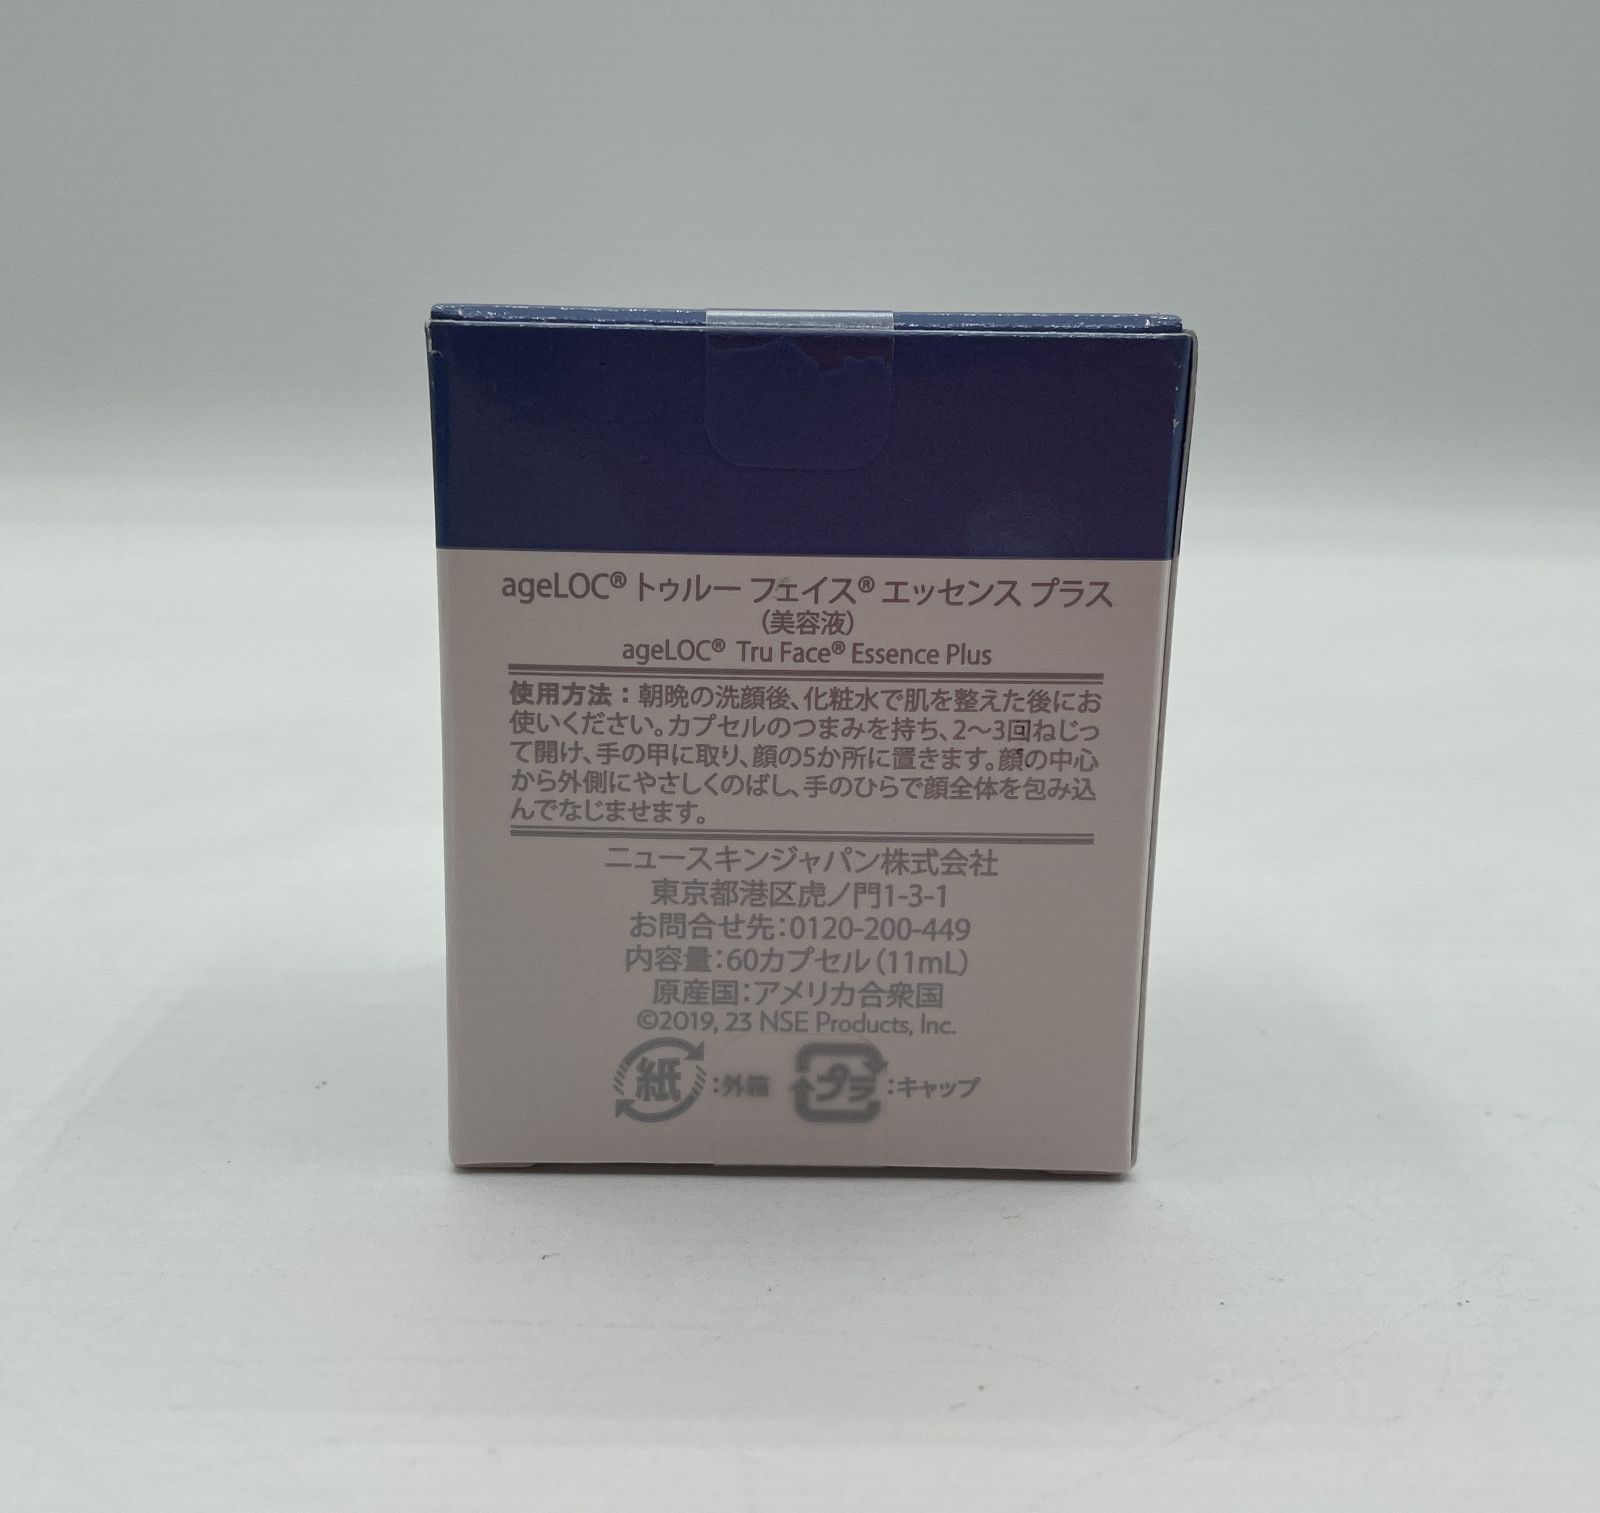 ageLOC® トゥルー フェイス® エッセンス プラス
（美容液）
ageLOC® Tru Face® Essence Plus
使用方法：朝晩の洗顔後、化粧水で肌を整えた後にお
使いください。カプセルのつまみを持ち、2〜3回ねじっ
て開け、手の甲に取り、顔の5か所に置きます。顔の中心
から外側にやさしくのばし、手のひらで顔全体を包み込
んでなじませます。
ニュースキンジャパン株式会社
東京都港区虎ノ門1-3-1
お問合せ先：0120-200-449
内容量：60カプセル（11mL）
原産国：アメリカ合衆国
©2019, 23 NSE Products, Inc.
紙：外箱 プラ：キャップ